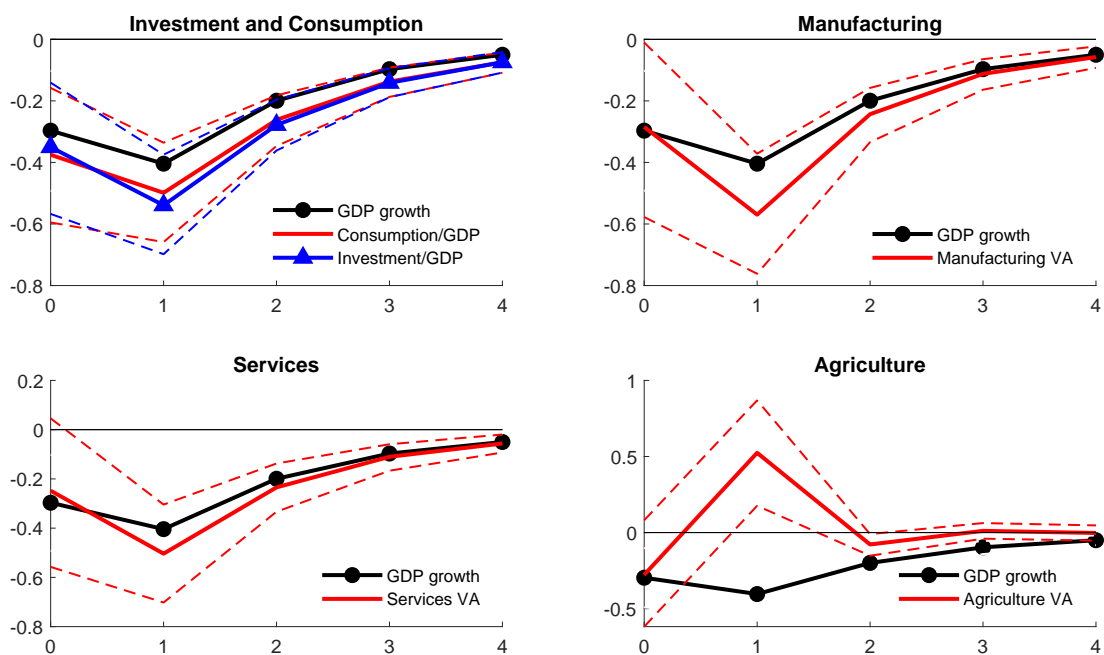 Investment and Consumption
0
-0.2
-0.4
-0.6
-0.8
0 1 2 3 4
GDP growth
Consumption/GDP
Investment/GDP
Manufacturing
0
-0.2
-0.4
-0.6
-0.8
0 1 2 3 4
GDP growth
Manufacturing VA
Services
0.2
0
-0.2
-0.4
-0.6
-0.8
0 1 2 3 4
GDP growth
Services VA
Agriculture
1
0.5
0
-0.5
0 1 2 3 4
GDP growth
Agriculture VA